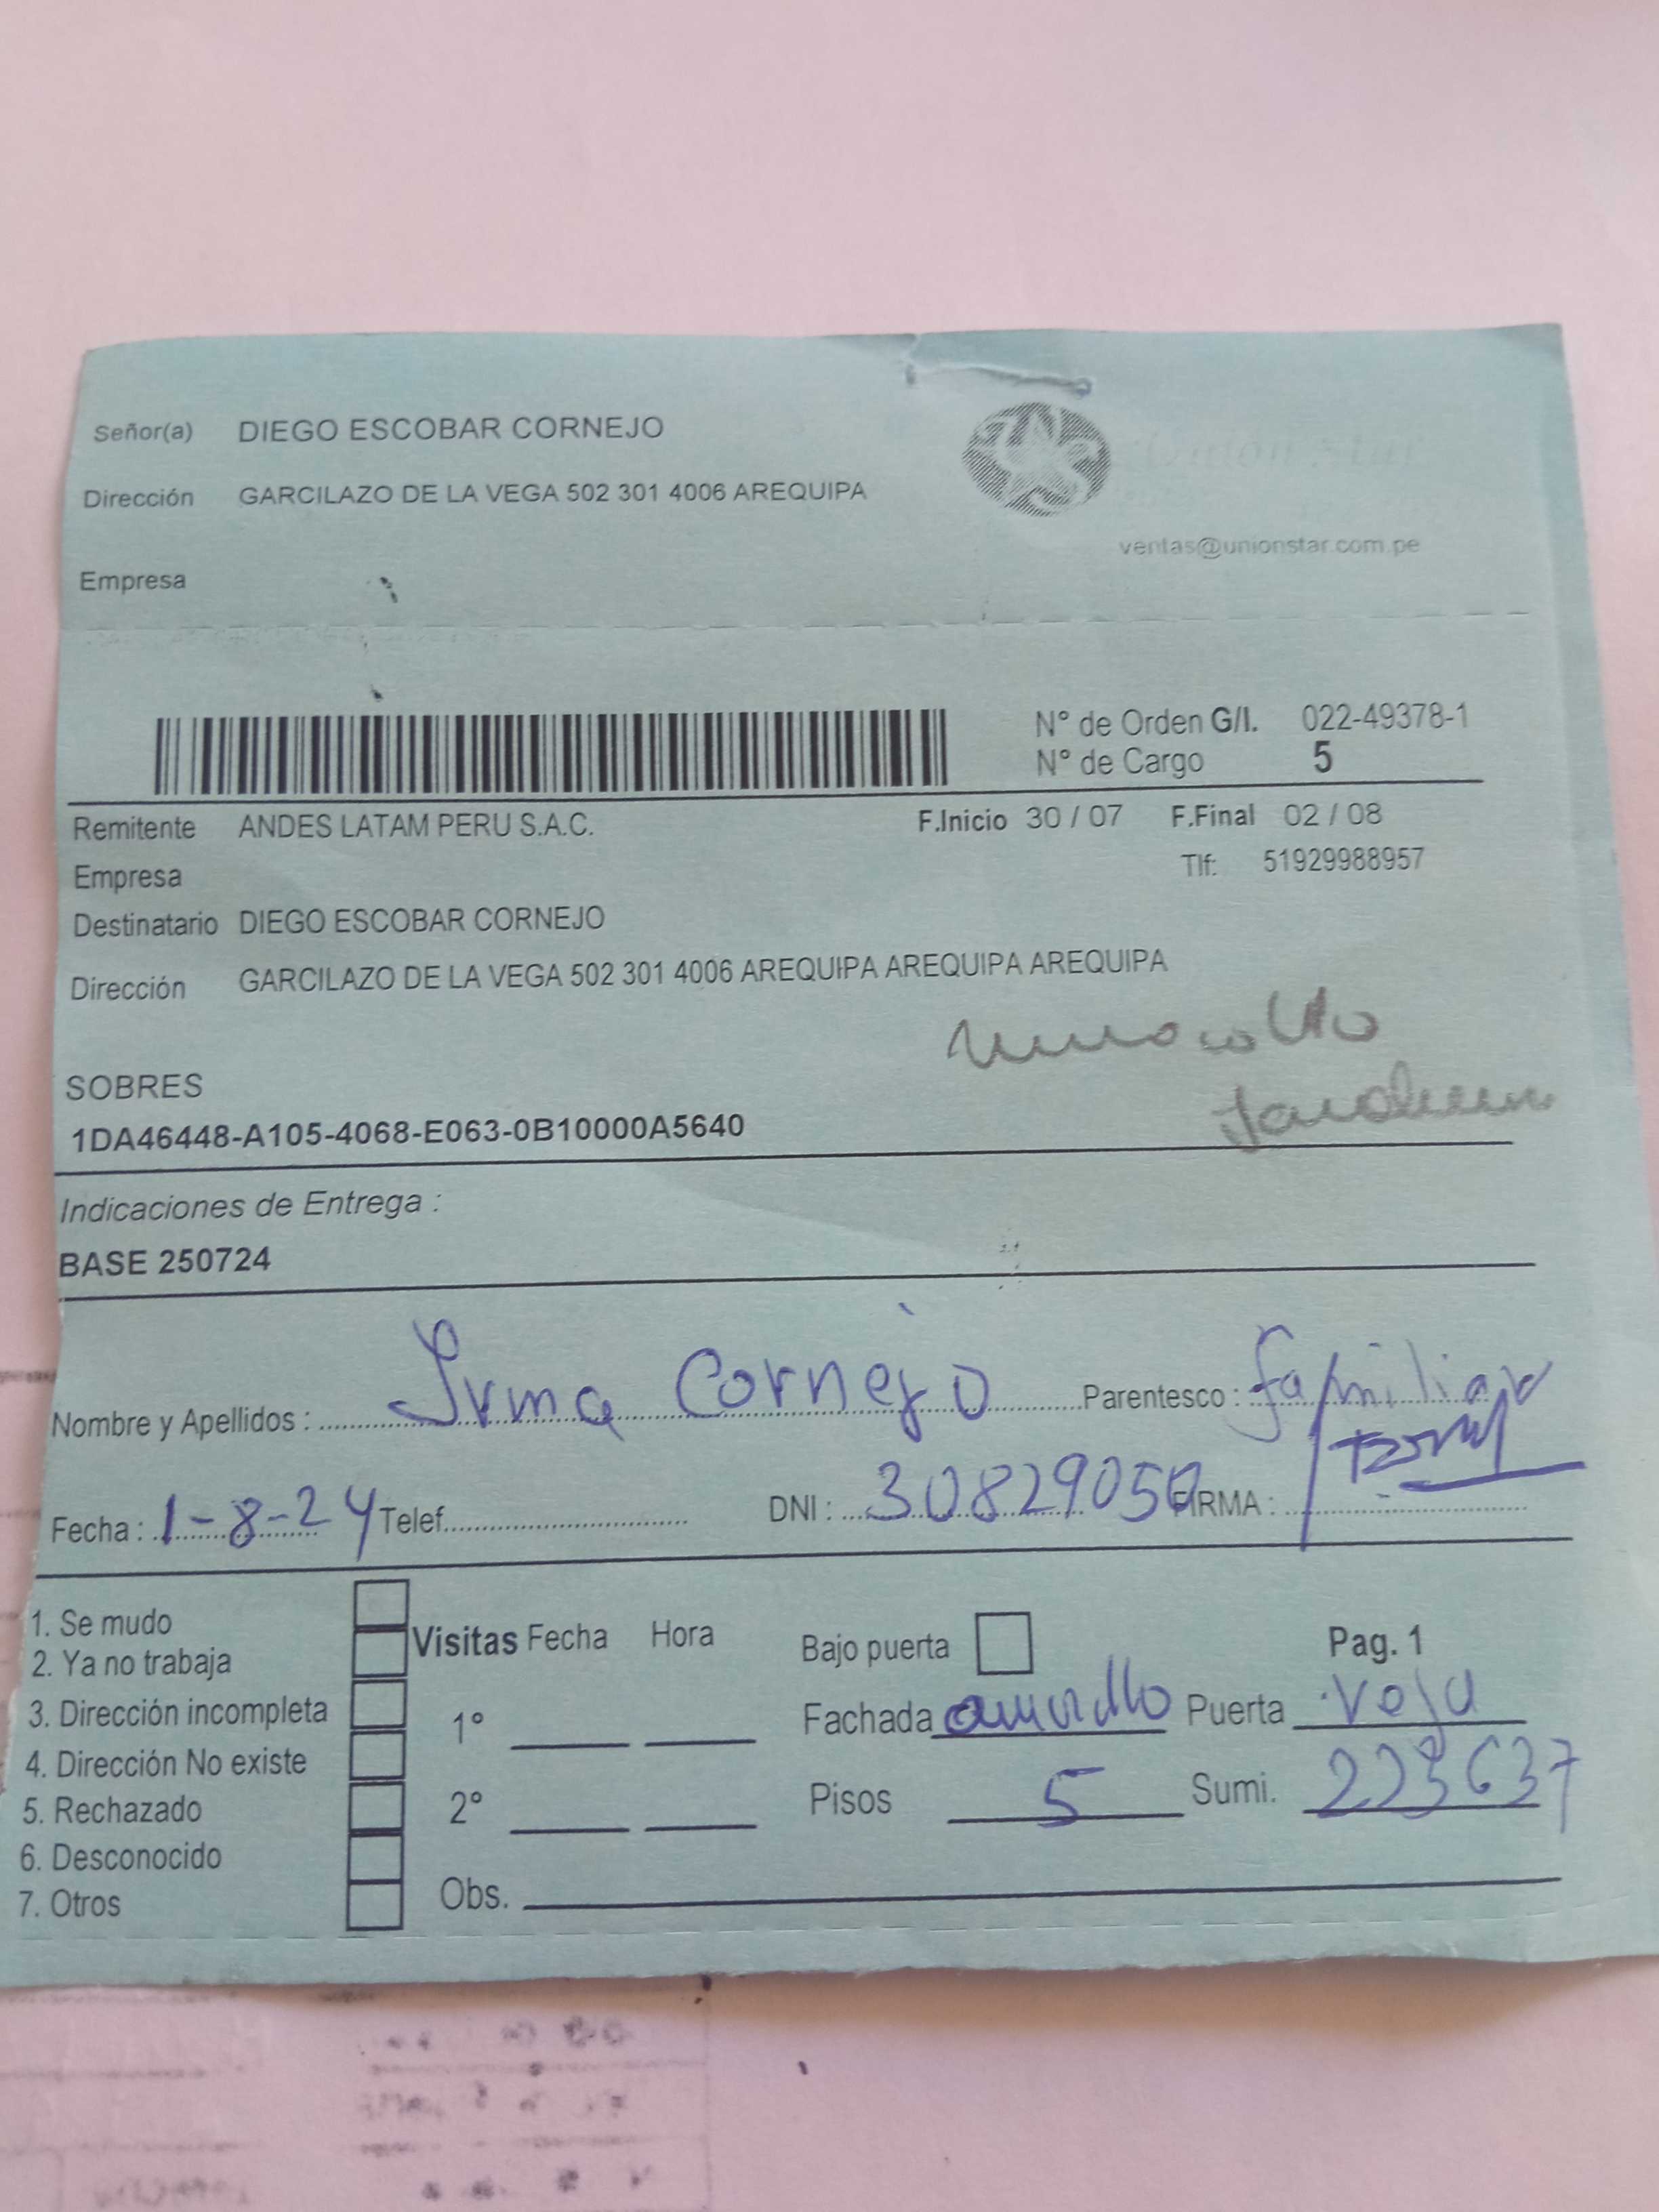 Señor(a) DIEGO ESCOBAR CORNEJO
Dirección GARCILAZO DE LA VEGA 502 301 4006 AREQUIPA
ventas@unionstar.com.pe
Empresa
N° de Orden G/I. 022-49378-1
N° de Cargo 5
Remitente ANDES LATAM PERU S.A.C. F.Inicio 30 / 07 F.Final 02 / 08
Empresa Tlf: 51929988957
Destinatario DIEGO ESCOBAR CORNEJO
Dirección GARCILAZO DE LA VEGA 502 301 4006 AREQUIPA AREQUIPA AREQUIPA
SOBRES
1DA46448-A105-4068-E063-0B10000A5640
Indicaciones de Entrega :
BASE 250724
Nombre y Apellidos : Irma Cornejo Parentesco : familiar
Fecha : 1-8-24 Telef. DNI : 30829050 FIRMA :
1. Se mudo
2. Ya no trabaja
3. Dirección incompleta
4. Dirección No existe
5. Rechazado
6. Desconocido
7. Otros
Visitas Fecha Hora
1°
2°
Obs.
Bajo puerta Pag. 1
Fachada amarillo Puerta reja
Pisos 5 Sumi. 223637